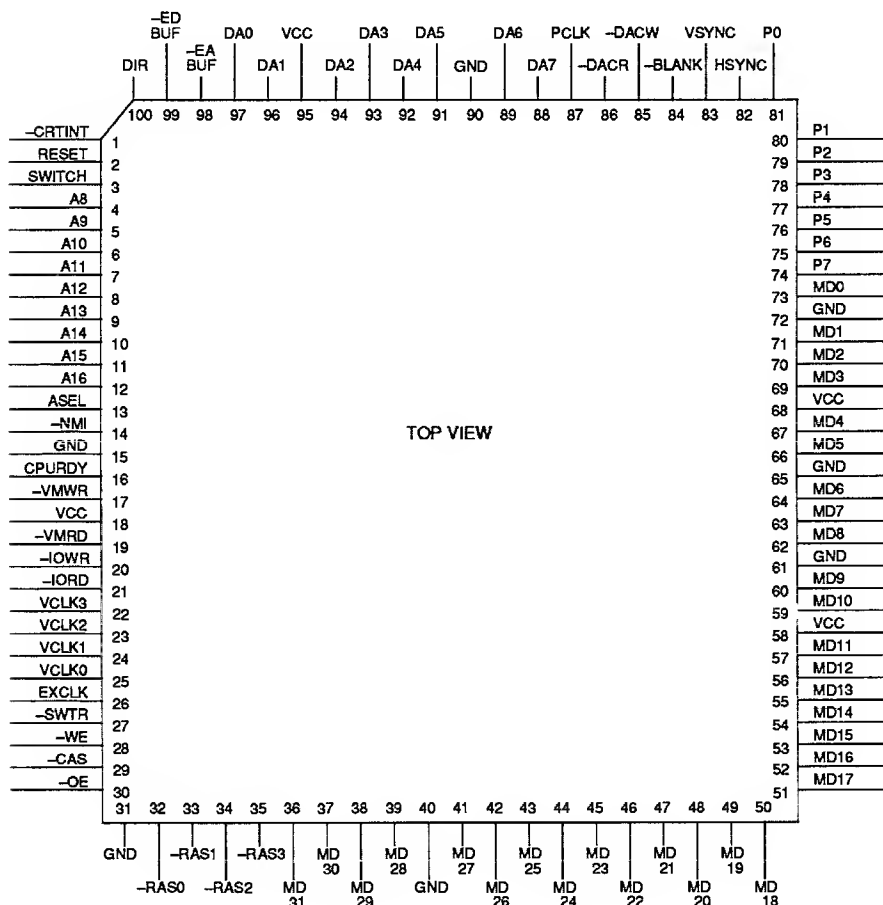 –ED
BUF DA0 VCC DA3 DA5 DA6 PCLK –DACW VSYNC P0
DIR –EA
BUF DA1 DA2 DA4 GND DA7 –DACR –BLANK HSYNC
100 99 98 97 96 95 94 93 92 91 90 89 88 87 86 85 84 83 82 81
–CRTINT 1 80 P1
RESET 2 79 P2
SWITCH 3 78 P3
A8 4 77 P4
A9 5 76 P5
A10 6 75 P6
A11 7 74 P7
A12 8 73 MD0
A13 9 72 GND
A14 10 71 MD1
A15 11 70 MD2
A16 12 69 MD3
ASEL 13 68 VCC
–NMI 14 67 MD4
TOP VIEW
GND 15 66 MD5
CPURDY 16 65 GND
–VMWR 17 64 MD6
VCC 18 63 MD7
–VMRD 19 62 MD8
–IOWR 20 61 GND
–IORD 21 60 MD9
VCLK3 22 59 MD10
VCLK2 23 58 VCC
VCLK1 24 57 MD11
VCLK0 25 56 MD12
EXCLK 26 55 MD13
–SWTR 27 54 MD14
–WE 28 53 MD15
–CAS 29 52 MD16
–OE 30 51 MD17
31 32 33 34 35 36 37 38 39 40 41 42 43 44 45 46 47 48 49 50
GND –RAS1 –RAS3 MD
30 MD
28 MD
27 MD
25 MD
23 MD
21 MD
19
–RAS0 –RAS2 MD
31 MD
29 GND MD
26 MD
24 MD
22 MD
20 MD
18